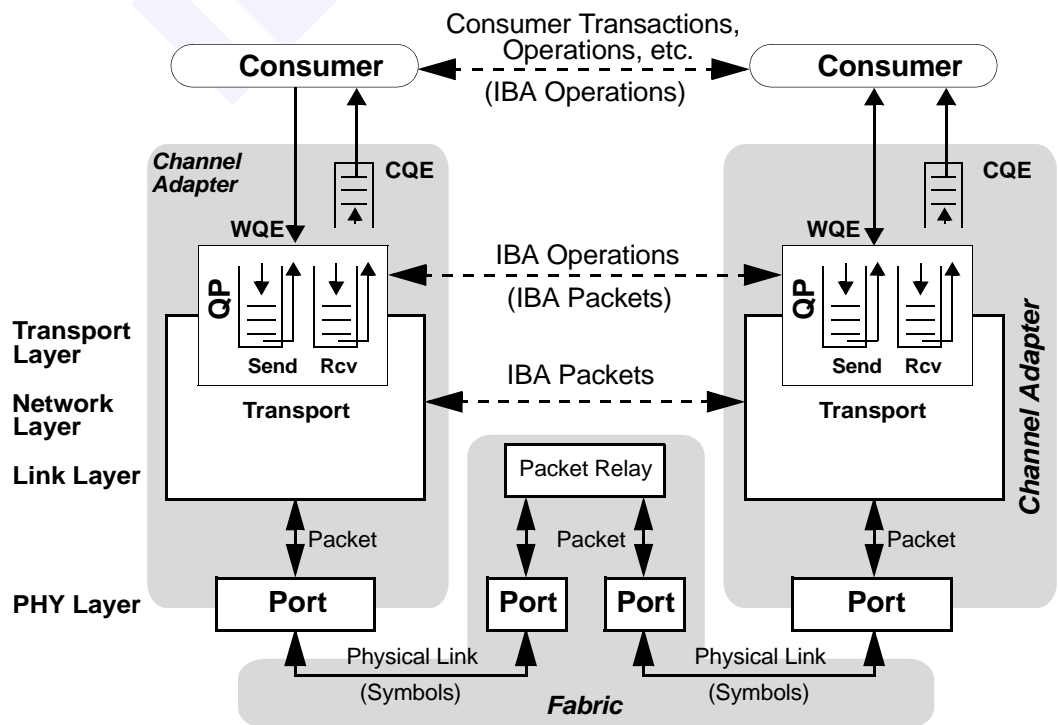 Consumer Transactions,
Operations, etc.
(IBA Operations)
Consumer
Consumer
Channel
Adapter
CQE
WQE
QP
Send
Rcv
Transport
IBA Operations
(IBA Packets)
IBA Packets
CQE
WQE
QP
Send
Rcv
Transport
Channel Adapter
Transport
Layer
Network
Layer
Link Layer
PHY Layer
Packet Relay
Packet
Packet
Packet
Port
Port
Port
Port
Physical Link
(Symbols)
Physical Link
(Symbols)
Fabric